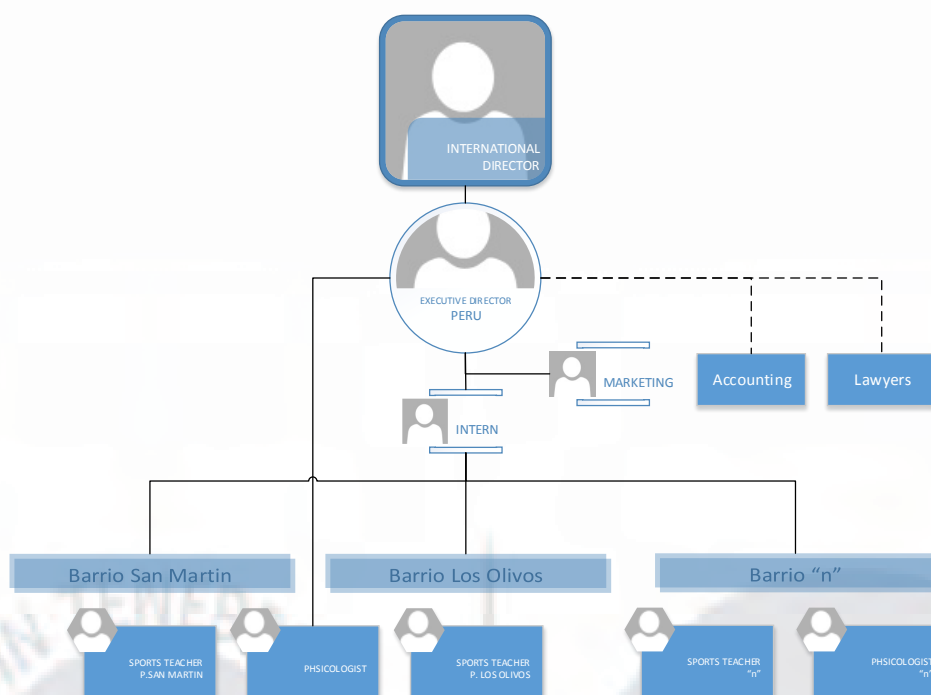 INTERNATIONAL
DIRECTOR
EXECUTIVE DIRECTOR
PERU
MARKETING
Accounting
Lawyers
INTERN
Barrio San Martin
Barrio Los Olivos
Barrio “n”
SPORTS TEACHER
P.SAN MARTIN
PHSICOLOGIST
SPORTS TEACHER
P. LOS OLIVOS
SPORTS TEACHER
"n"
PHSICOLOGIST
"n"
TENER